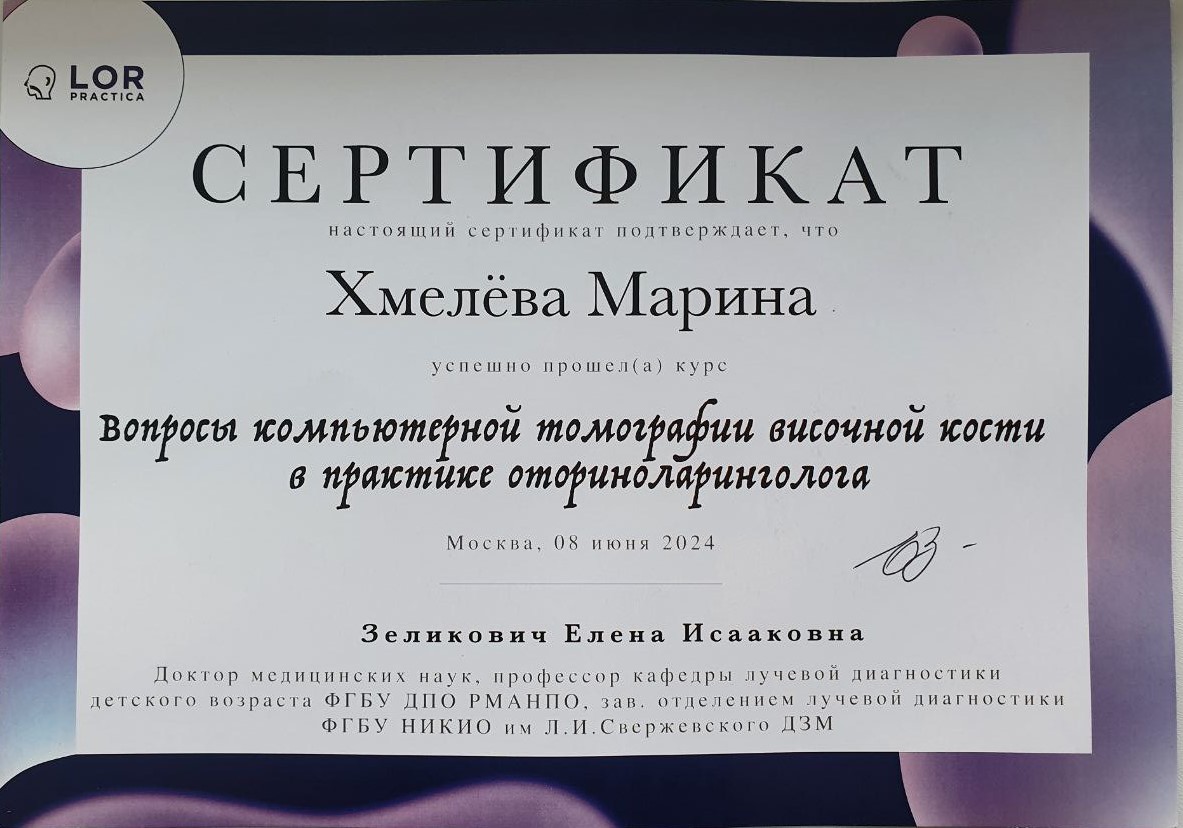 LOR
PRACTICA
СЕРТИФИКАТ
настоящий сертификат подтверждает, что
Хмелёва Марина
успешно прошел(а) курс
Вопросы компьютерной томографии височной кости
в практике оториноларинголога
Москва, 08 июня 2024
Зеликович Елена Исааковна
Доктор медицинских наук, профессор кафедры лучевой диагностики
детского возраста ФГБУ ДПО РМАНПО, зав. отделением лучевой диагностики
ФГБУ НИКИО им Л.И.Свержевского ДЗМ